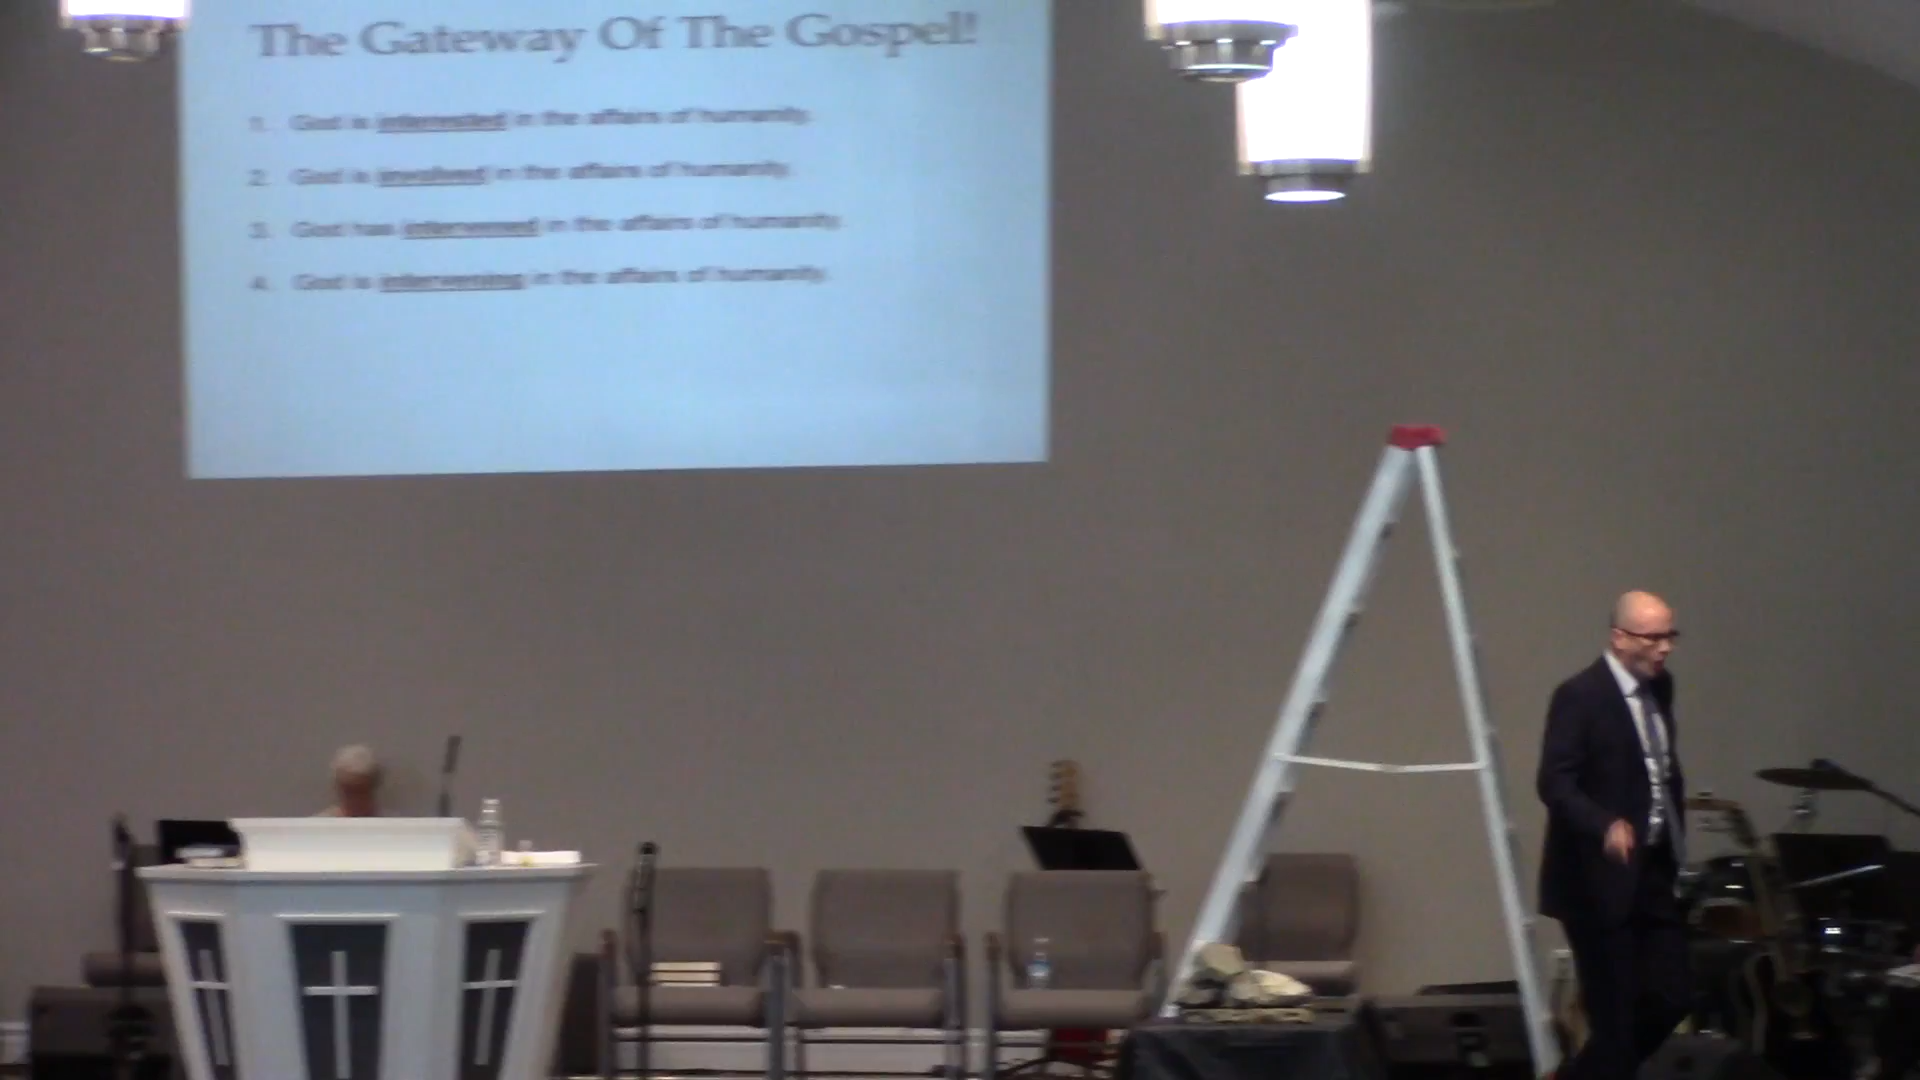 The Gateway Of The Gospel!
1. God is interested in the affairs of humanity.
2. God is involved in the affairs of humanity.
3. God has intervened in the affairs of humanity.
4. God is intervening in the affairs of humanity.